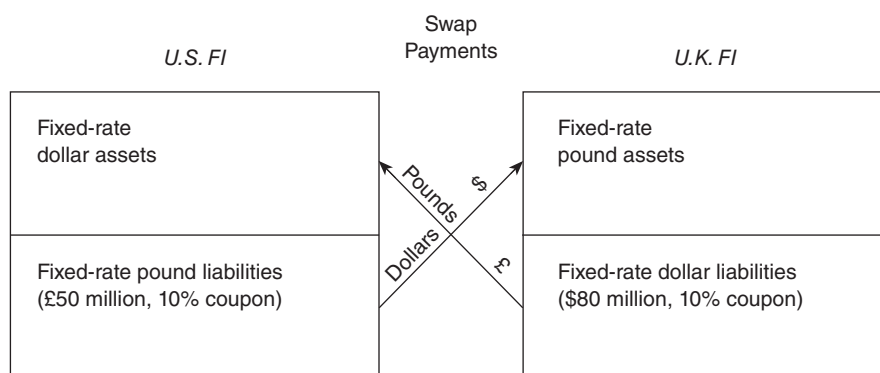 Swap
Payments
U.S. FI
U.K. FI
Fixed-rate
dollar assets
Fixed-rate
pound assets
Pounds
$
Dollars
£
Fixed-rate pound liabilities
(£50 million, 10% coupon)
Fixed-rate dollar liabilities
($80 million, 10% coupon)